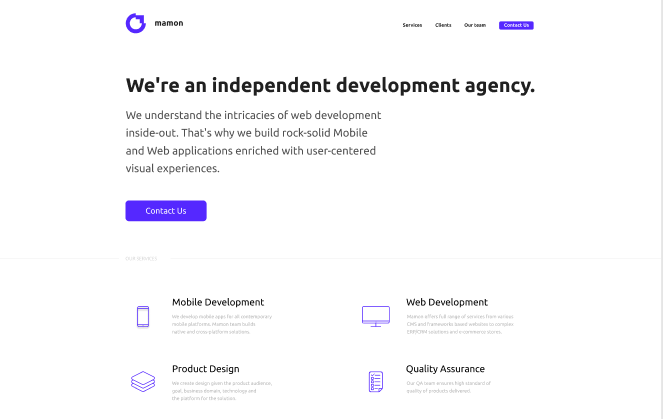 mamon
Services Clients Our team Contact Us
We're an independent development agency.
We understand the intricacies of web development
inside-out. That's why we build rock-solid Mobile
and Web applications enriched with user-centered
visual experiences.
Contact Us
OUR SERVICES
Mobile Development
We develop mobile apps for all contemporary
mobile platforms. Mamon team builds
native and cross-platform solutions.
Web Development
Mamon offers full range of services from various
CMS and frameworks based websites to complex
solutions and e-commerce stores.
Product Design
We create design given the product audience,
goal, business domain, technology and
the platform for the solution.
Quality Assurance
Our QA team ensures high standard of
quality of products delivered.